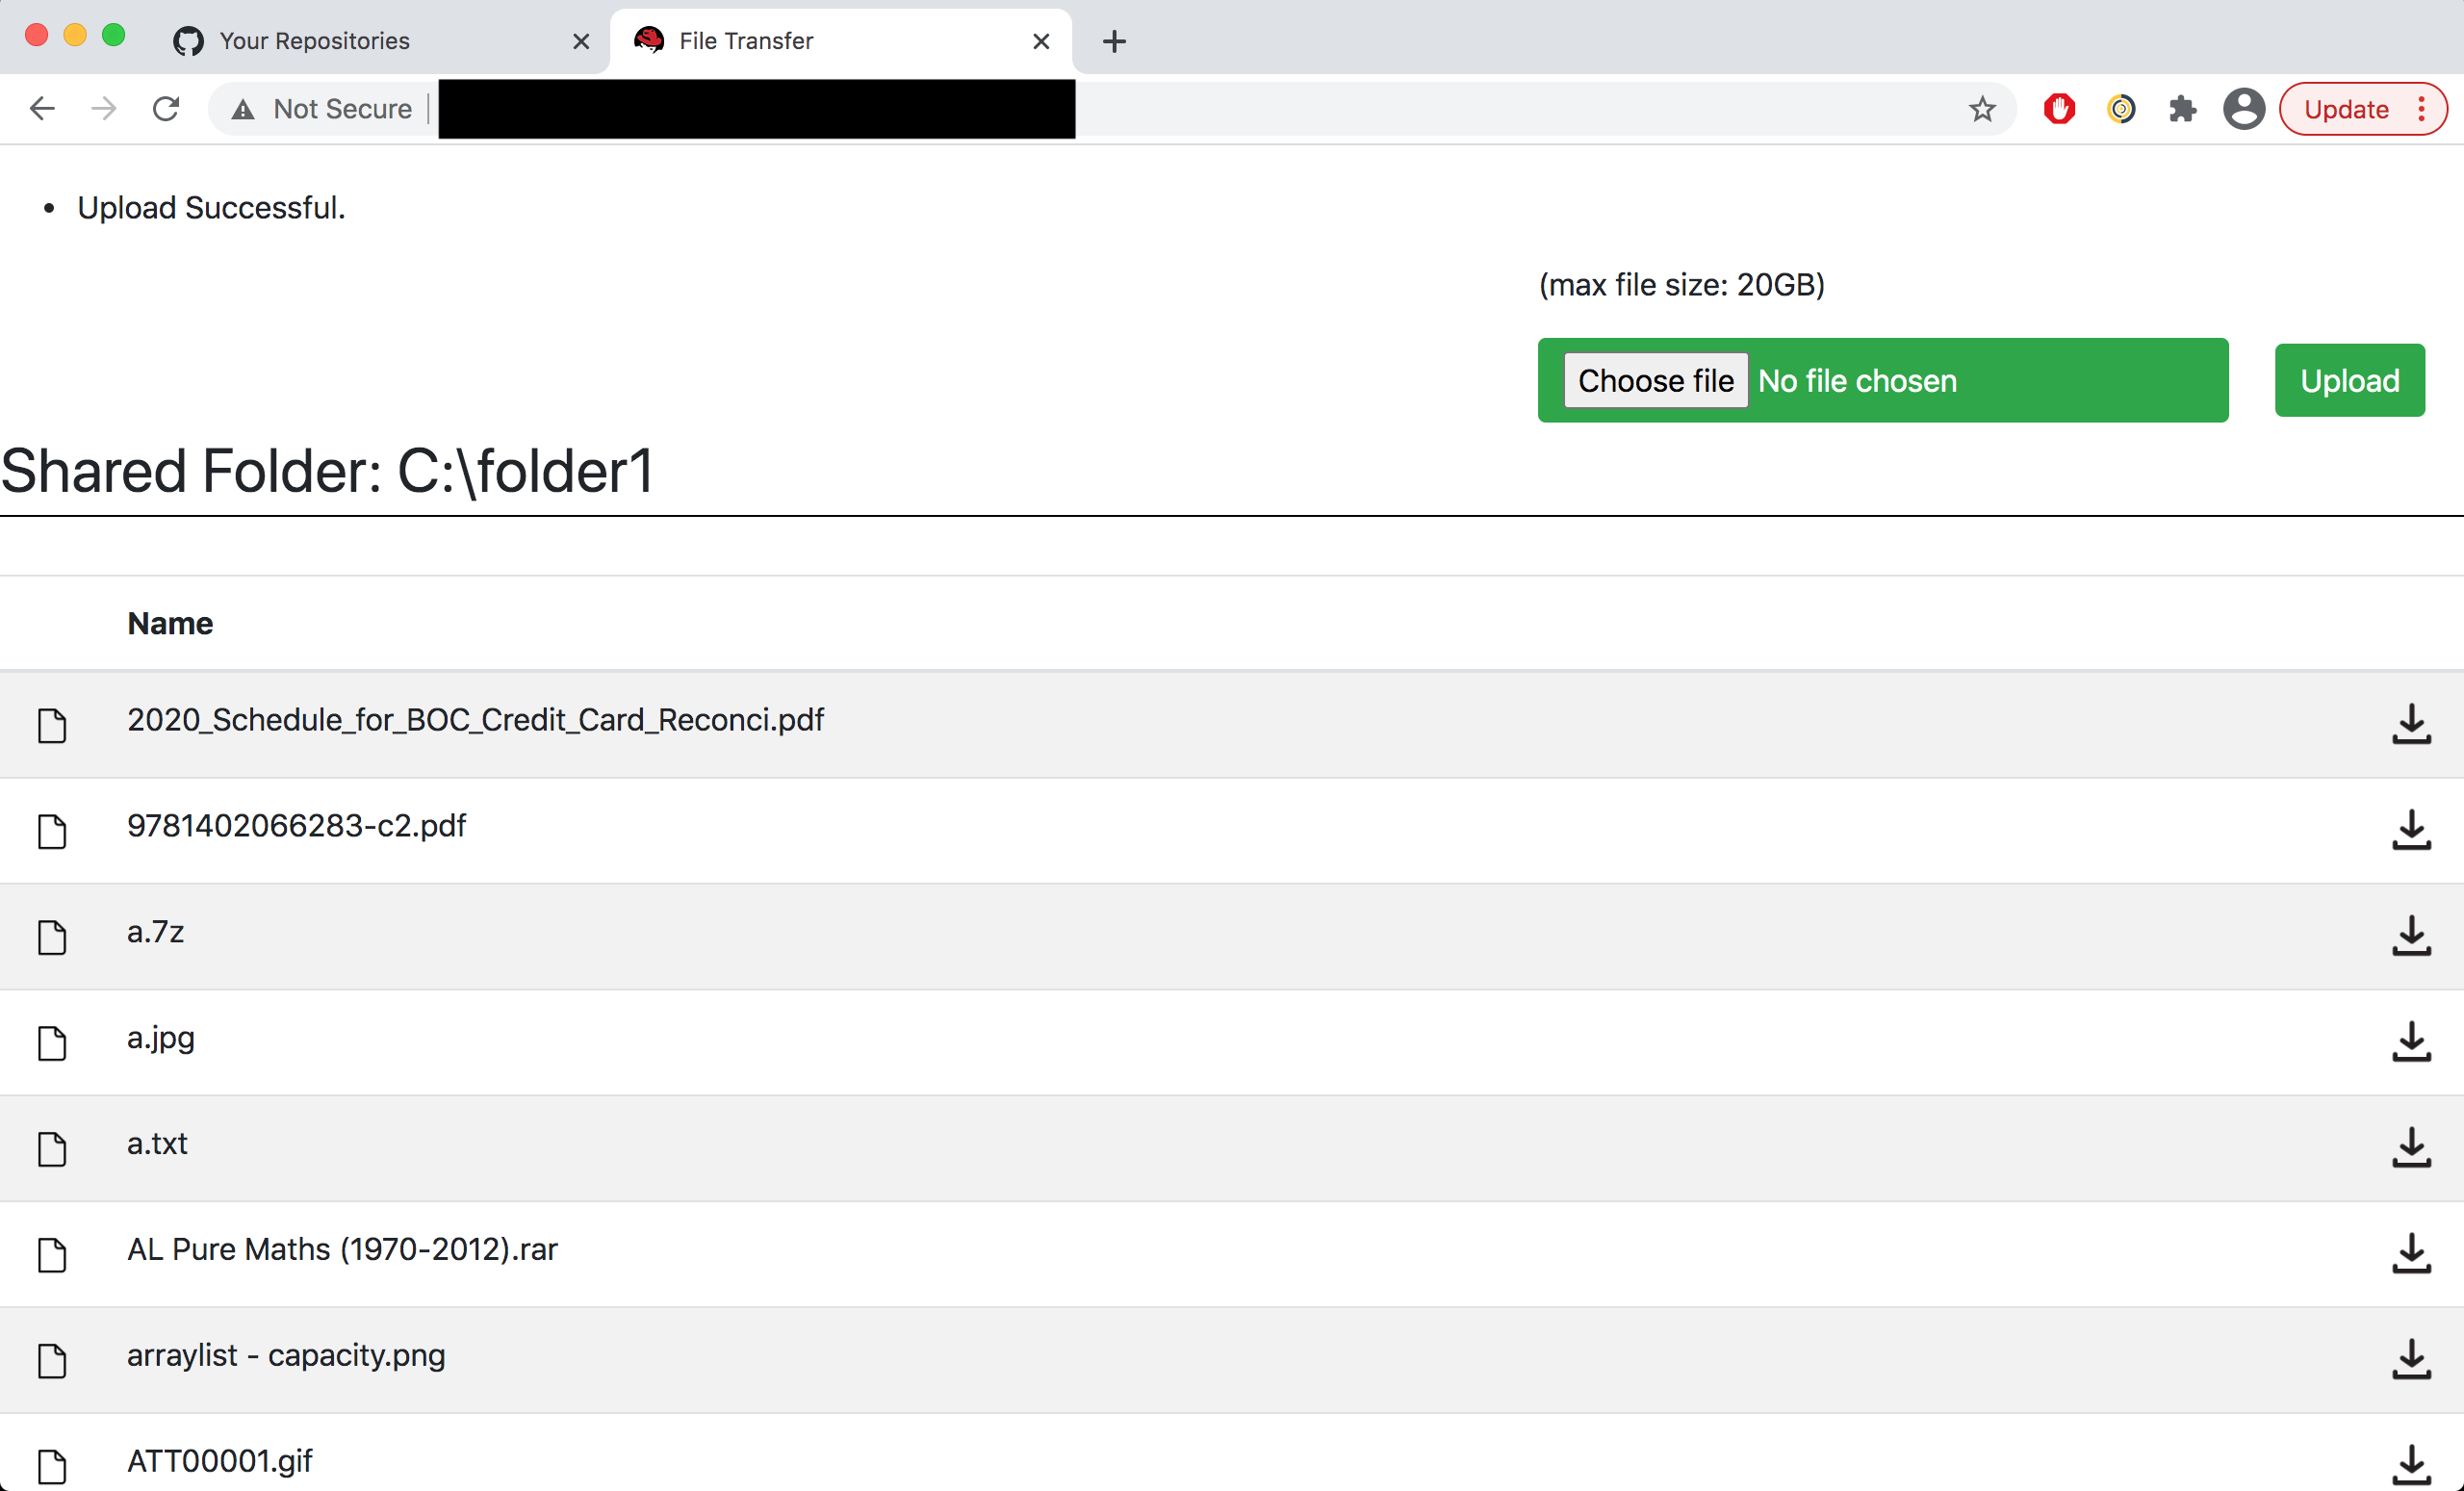 Your Repositories
File Transfer
Not Secure
Update
Upload Successful.
(max file size: 20GB)
Choose file No file chosen
Upload
Shared Folder: C:\folder1
Name
2020_Schedule_for_BOC_Credit_Card_Reconci.pdf
9781402066283-c2.pdf
a.7z
a.jpg
a.txt
AL Pure Maths (1970-2012).rar
arraylist - capacity.png
ATT00001.gif